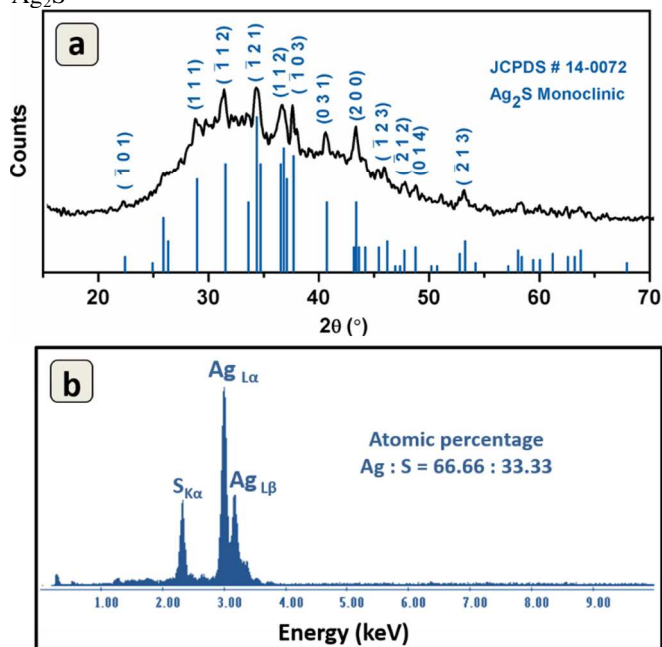 Ag₂S
a
JCPDS # 14-0072
Ag₂S Monoclinic
Counts
(1̄ 0 1)
(1 1 1)
(1̄ 1 2)
(1̄ 2 1)
(1 1 2)
(1̄ 0 3)
(0 3 1)
(2 0 0)
(1̄ 2 3)
(2̄ 1 2)
(0 1 4)
(2̄ 1 3)
20 30 40 50 60 70
2θ (°)
b
Ag Lα
Atomic percentage
Ag : S = 66.66 : 33.33
S Kα
Ag Lβ
1.00 2.00 3.00 4.00 5.00 6.00 7.00 8.00 9.00
Energy (keV)